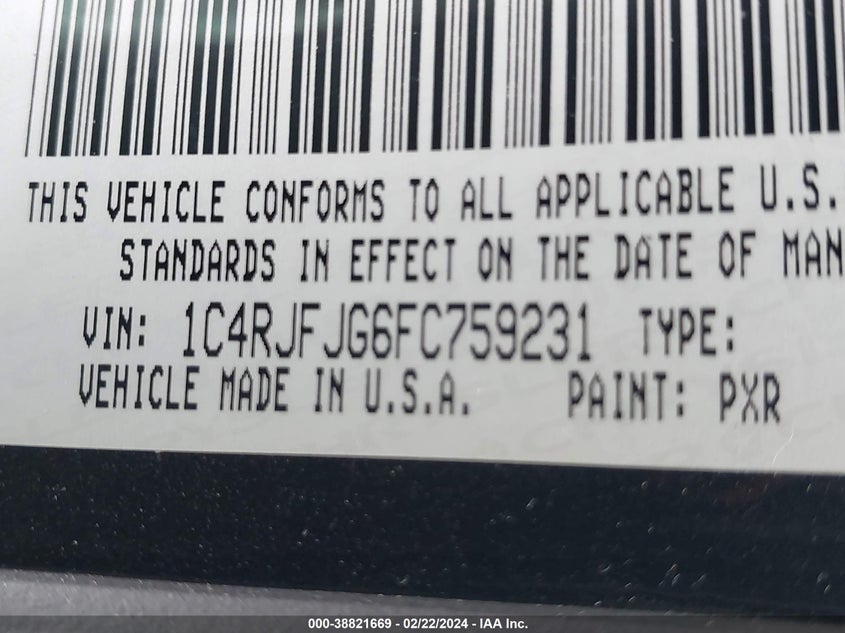 THIS VEHICLE CONFORMS TO ALL APPLICABLE U.S.
STANDARDS IN EFFECT ON THE DATE OF MAN
VIN: 1C4RJFJG6FC759231 TYPE:
VEHICLE MADE IN U.S.A. PAINT: PXR
000-38821669 - 02/22/2024 - IAA Inc.